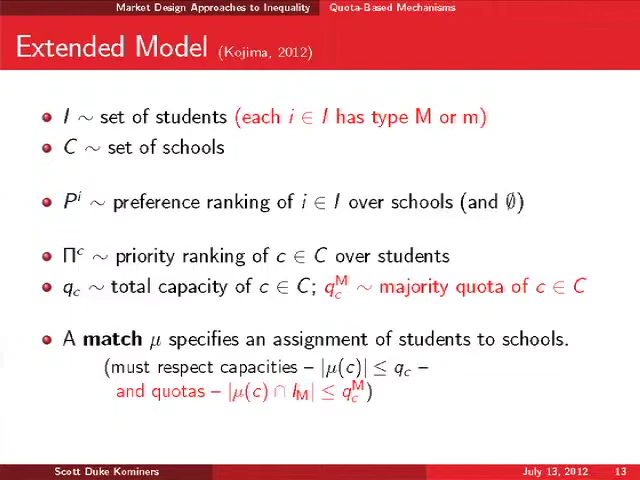 Market Design Approaches to Inequality Quota-Based Mechanisms
Extended Model (Kojima, 2012)
I ∼ set of students (each i ∈ I has type M or m)
C ∼ set of schools
Pⁱ ∼ preference ranking of i ∈ I over schools (and ∅)
Πᶜ ∼ priority ranking of c ∈ C over students
q_c ∼ total capacity of c ∈ C; q_c^M ∼ majority quota of c ∈ C
A match μ specifies an assignment of students to schools.
(must respect capacities – |μ(c)| ≤ q_c –
and quotas – |μ(c) ∩ I_M| ≤ q_c^M)
Scott Duke Kominers July 13, 2012 13